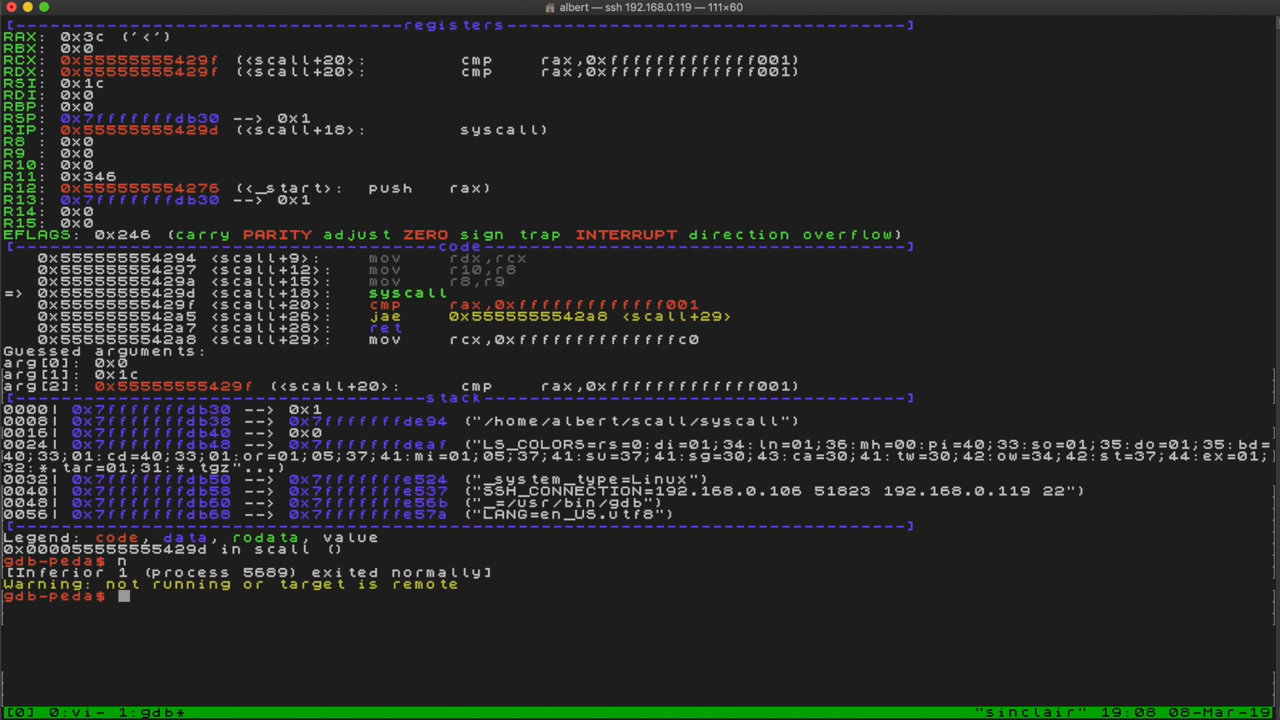 albert — ssh 192.168.0.119 — 111×60
[----------------------------------registers-----------------------------------]
RAX: 0x3c ('<')
RBX: 0x0
RCX: 0x55555555429f (<scall+20>: cmp rax,0xfffffffffffff001)
RDX: 0x55555555429f (<scall+20>: cmp rax,0xfffffffffffff001)
RSI: 0x1c
RDI: 0x0
RBP: 0x0
RSP: 0x7fffffffdb30 --> 0x1
RIP: 0x55555555429d (<scall+18>: syscall)
R8 : 0x0
R9 : 0x0
R10: 0x0
R11: 0x346
R12: 0x555555554276 (<_start>: push rax)
R13: 0x7fffffffdb30 --> 0x1
R14: 0x0
R15: 0x0
EFLAGS: 0x246 (carry PARITY adjust ZERO sign trap INTERRUPT direction overflow)
[-------------------------------------code-------------------------------------]
0x555555554294 <scall+9>: mov rdx,rcx
0x555555554297 <scall+12>: mov r10,r8
0x55555555429a <scall+15>: mov r8,r9
=> 0x55555555429d <scall+18>: syscall
0x55555555429f <scall+20>: cmp rax,0xfffffffffffff001
0x5555555542a5 <scall+26>: jae 0x5555555542a8 <scall+29>
0x5555555542a7 <scall+28>: ret
0x5555555542a8 <scall+29>: mov rcx,0xffffffffffffffc0
Guessed arguments:
arg[0]: 0x0
arg[1]: 0x1c
arg[2]: 0x55555555429f (<scall+20>: cmp rax,0xfffffffffffff001)
[------------------------------------stack-------------------------------------]
0000| 0x7fffffffdb30 --> 0x1
0008| 0x7fffffffdb38 --> 0x7fffffffde94 ("/home/albert/scall/syscall")
0016| 0x7fffffffdb40 --> 0x0
0024| 0x7fffffffdb48 --> 0x7fffffffdeaf ("LS_COLORS=rs=0:di=01;34:ln=01;36:mh=00:pi=40;33:so=01;35:do=01;35:bd=
40;33;01:cd=40;33;01:or=01;05;37;41:mi=01;05;37;41:su=37;41:sg=30;43:ca=30;41:tw=30;42:ow=34;42:st=37;44:ex=01;
32:*.tar=01;31:*.tgz"...)
0032| 0x7fffffffdb50 --> 0x7fffffffe524 ("_system_type=Linux")
0040| 0x7fffffffdb58 --> 0x7fffffffe537 ("SSH_CONNECTION=192.168.0.106 51823 192.168.0.119 22")
0048| 0x7fffffffdb60 --> 0x7fffffffe56b ("_=/usr/bin/gdb")
0056| 0x7fffffffdb68 --> 0x7fffffffe57a ("LANG=en_US.utf8")
[------------------------------------------------------------------------------]
Legend: code, data, rodata, value
0x000055555555429d in scall ()
gdb-peda$ n
[Inferior 1 (process 5689) exited normally]
Warning: not running or target is remote
gdb-peda$
[0] 0:vi- 1:gdb* "sinclair" 19:08 08-Mar-19